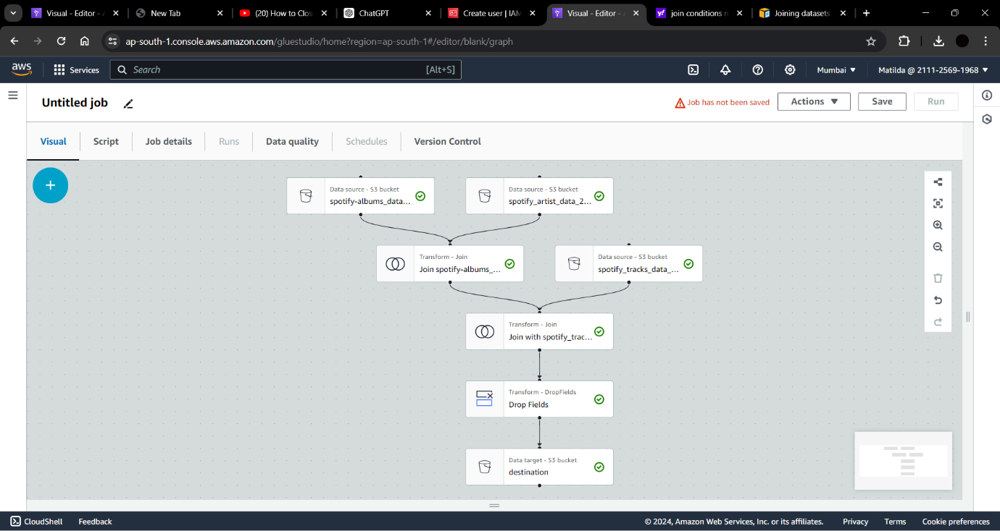 Visual - Editor - A
New Tab
(20) How to Clos
ChatGPT
Create user | IAM
Visual - Editor - A
join conditions n
Joining datasets
ap-south-1.console.aws.amazon.com/gluestudio/home?region=ap-south-1#/editor/blank/graph
aws
Services
Search
[Alt+S]
Mumbai
Matilda @ 2111-2569-1968
Untitled job
Job has not been saved
Actions
Save
Run
Visual
Script
Job details
Runs
Data quality
Schedules
Version Control
Data source - S3 bucket
spotify-albums_data...
Data source - S3 bucket
spotify_artist_data_2...
Transform - Join
Join spotify-albums_...
Data source - S3 bucket
spotify_tracks_data_...
Transform - Join
Join with spotify_trac...
Transform - DropFields
Drop Fields
Data target - S3 bucket
destination
CloudShell
Feedback
© 2024, Amazon Web Services, Inc. or its affiliates.
Privacy
Terms
Cookie preferences